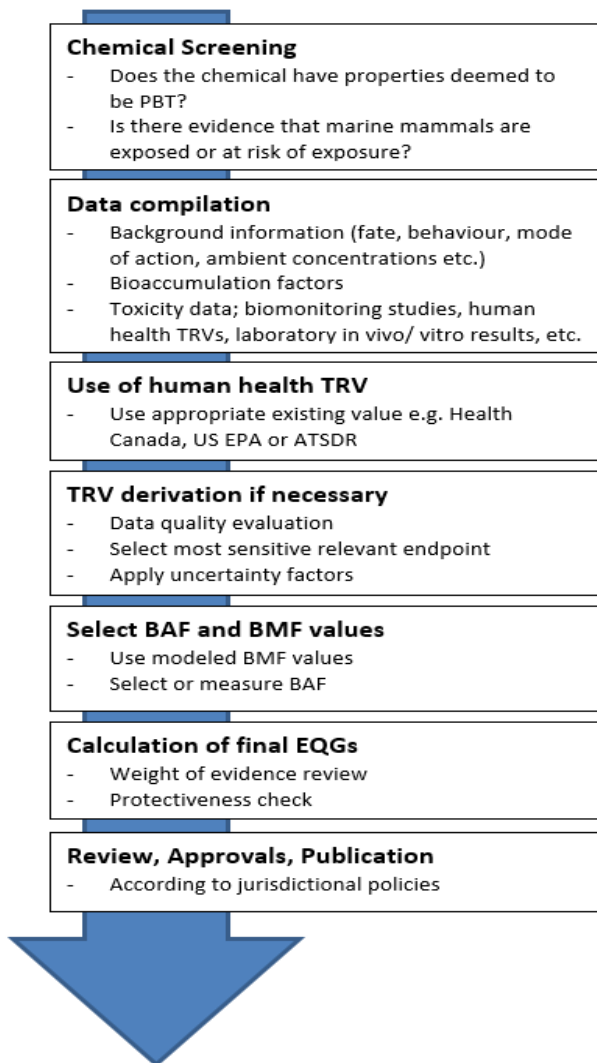 Chemical Screening
- Does the chemical have properties deemed to
be PBT?
- Is there evidence that marine mammals are
exposed or at risk of exposure?
Data compilation
- Background information (fate, behaviour, mode
of action, ambient concentrations etc.)
- Bioaccumulation factors
- Toxicity data; biomonitoring studies, human
health TRVs, laboratory in vivo/ vitro results, etc.
Use of human health TRV
- Use appropriate existing value e.g. Health
Canada, US EPA or ATSDR
TRV derivation if necessary
- Data quality evaluation
- Select most sensitive relevant endpoint
- Apply uncertainty factors
Select BAF and BMF values
- Use modeled BMF values
- Select or measure BAF
Calculation of final EQGs
- Weight of evidence review
- Protectiveness check
Review, Approvals, Publication
- According to jurisdictional policies